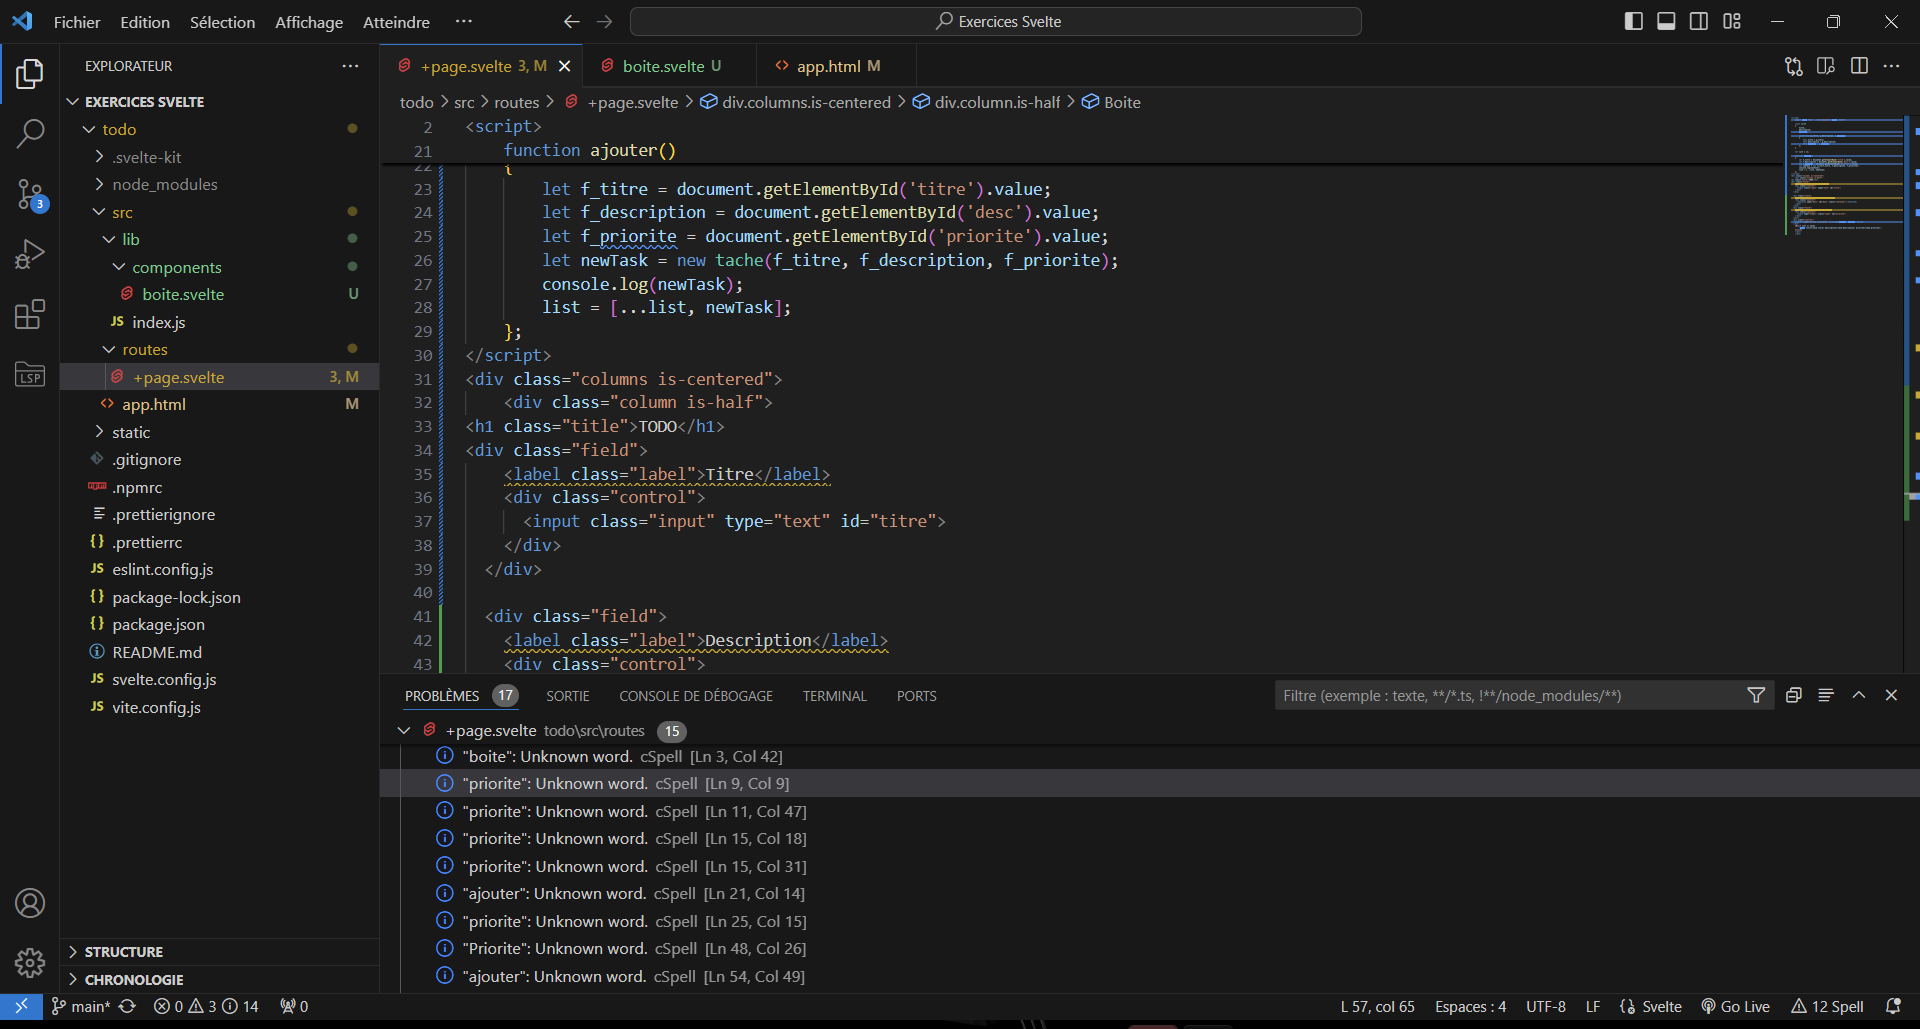 Fichier Edition Sélection Affichage Atteindre ··· Exercices Svelte
EXPLORATEUR ···
EXERCICES SVELTE
todo
.svelte-kit
node_modules
src
lib
components
boite.svelte U
JS index.js
routes
+page.svelte 3, M
<> app.html M
static
.gitignore
.npmrc
.prettierignore
{} .prettierrc
JS eslint.config.js
{} package-lock.json
{} package.json
README.md
JS svelte.config.js
JS vite.config.js
STRUCTURE
CHRONOLOGIE
3
LSP
+page.svelte 3, M boite.svelte U <> app.html M
todo > src > routes > +page.svelte > div.columns.is-centered > div.column.is-half > Boite
2 <script>
21 function ajouter()
22 {
23 let f_titre = document.getElementById('titre').value;
24 let f_description = document.getElementById('desc').value;
25 let f_priorite = document.getElementById('priorite').value;
26 let newTask = new tache(f_titre, f_description, f_priorite);
27 console.log(newTask);
28 list = [...list, newTask];
29 };
30 </script>
31 <div class="columns is-centered">
32 <div class="column is-half">
33 <h1 class="title">TODO</h1>
34 <div class="field">
35 <label class="label">Titre</label>
36 <div class="control">
37 <input class="input" type="text" id="titre">
38 </div>
39 </div>
40
41 <div class="field">
42 <label class="label">Description</label>
43 <div class="control">
PROBLÈMES 17 SORTIE CONSOLE DE DÉBOGAGE TERMINAL PORTS Filtre (exemple : texte, **/*.ts, !**/node_modules/**)
+page.svelte todo\src\routes 15
"boite": Unknown word. cSpell [Ln 3, Col 42]
"priorite": Unknown word. cSpell [Ln 9, Col 9]
"priorite": Unknown word. cSpell [Ln 11, Col 47]
"priorite": Unknown word. cSpell [Ln 15, Col 18]
"priorite": Unknown word. cSpell [Ln 15, Col 31]
"ajouter": Unknown word. cSpell [Ln 21, Col 14]
"priorite": Unknown word. cSpell [Ln 25, Col 15]
"Priorite": Unknown word. cSpell [Ln 48, Col 26]
"ajouter": Unknown word. cSpell [Ln 54, Col 49]
main* 0 3 14 0 L 57, col 65 Espaces : 4 UTF-8 LF {} Svelte Go Live 12 Spell